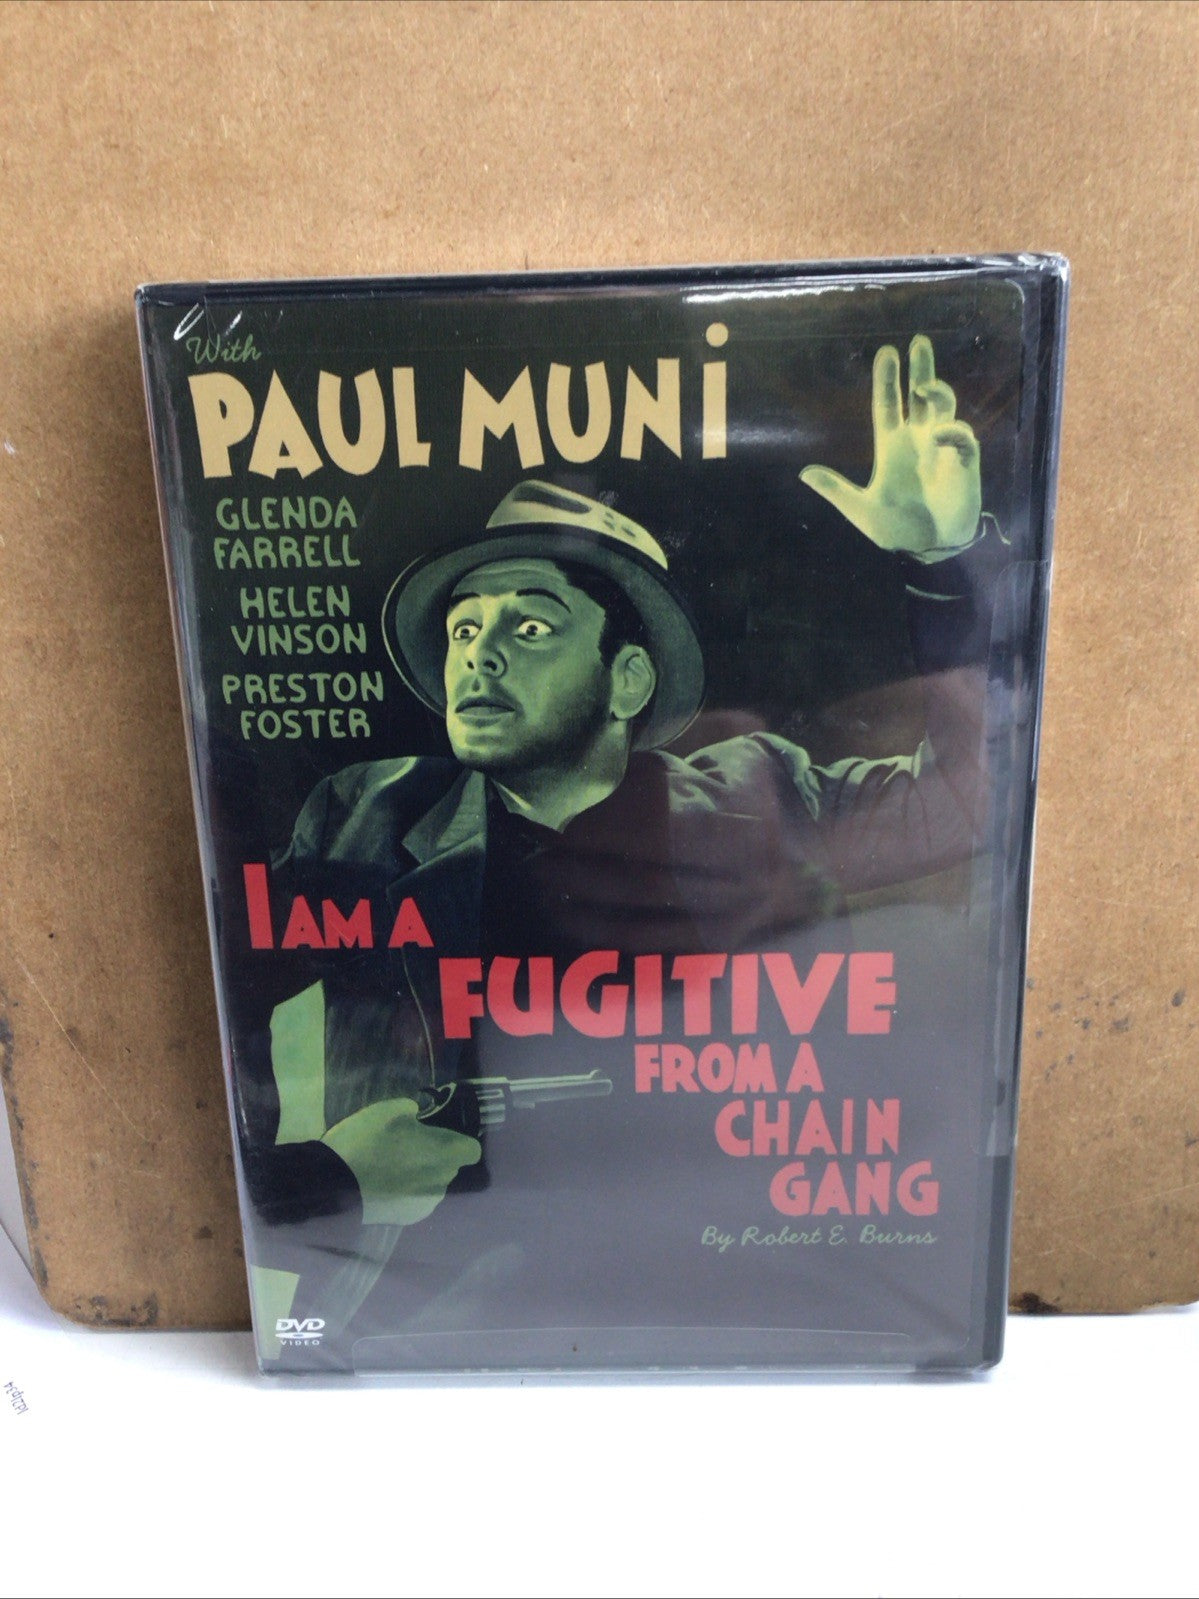 With
PAUL MUNi
GLENDA
FARRELL
HELEN
VINSON
PRESTON
FOSTER
I AM A
FUGITIVE
FROM A
CHAIN
GANG
By Robert E. Burns
DVD
VIDEO